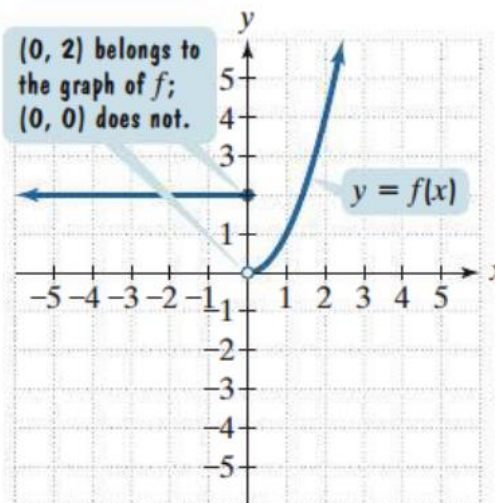 y
(0, 2) belongs to
the graph of f;
(0, 0) does not.
5
4
3
y = f(x)
1
x
−5 −4 −3 −2 −1 1 2 3 4 5
−1
−2
−3
−4
−5